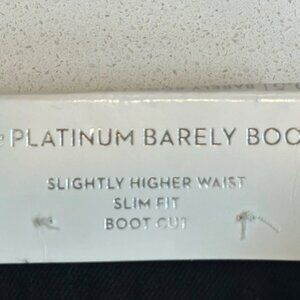 PLATINUM BARELY BOO
SLIGHTLY HIGHER WAIST
SLIM FIT
BOOT CUT